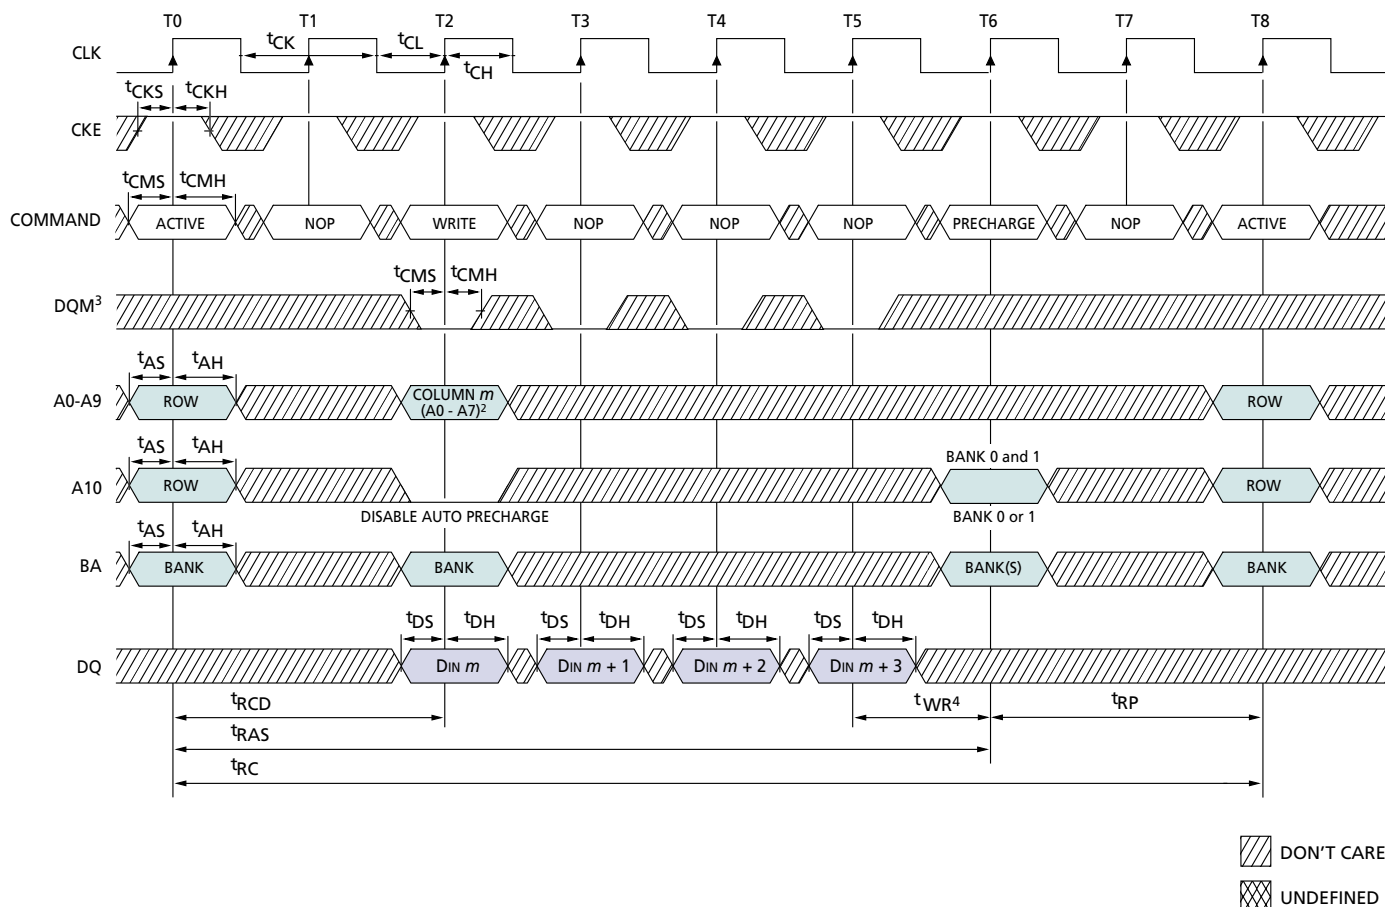 T0 T1 T2 T3 T4 T5 T6 T7 T8
CLK tCK tCL tCH
tCKS tCKH
CKE
tCMS tCMH
COMMAND ACTIVE NOP WRITE NOP NOP NOP PRECHARGE NOP ACTIVE
tCMS tCMH
DQM3
tAS tAH
A0-A9 ROW COLUMN m ROW
(A0 - A7)2
tAS tAH
BANK 0 and 1
A10 ROW ROW
DISABLE AUTO PRECHARGE BANK 0 or 1
tAS tAH
BA BANK BANK BANK(S) BANK
tDS tDH tDS tDH tDS tDH tDS tDH
DQ DIN m DIN m + 1 DIN m + 2 DIN m + 3
tRCD tWR4 tRP
tRAS
tRC
DON'T CARE
UNDEFINED